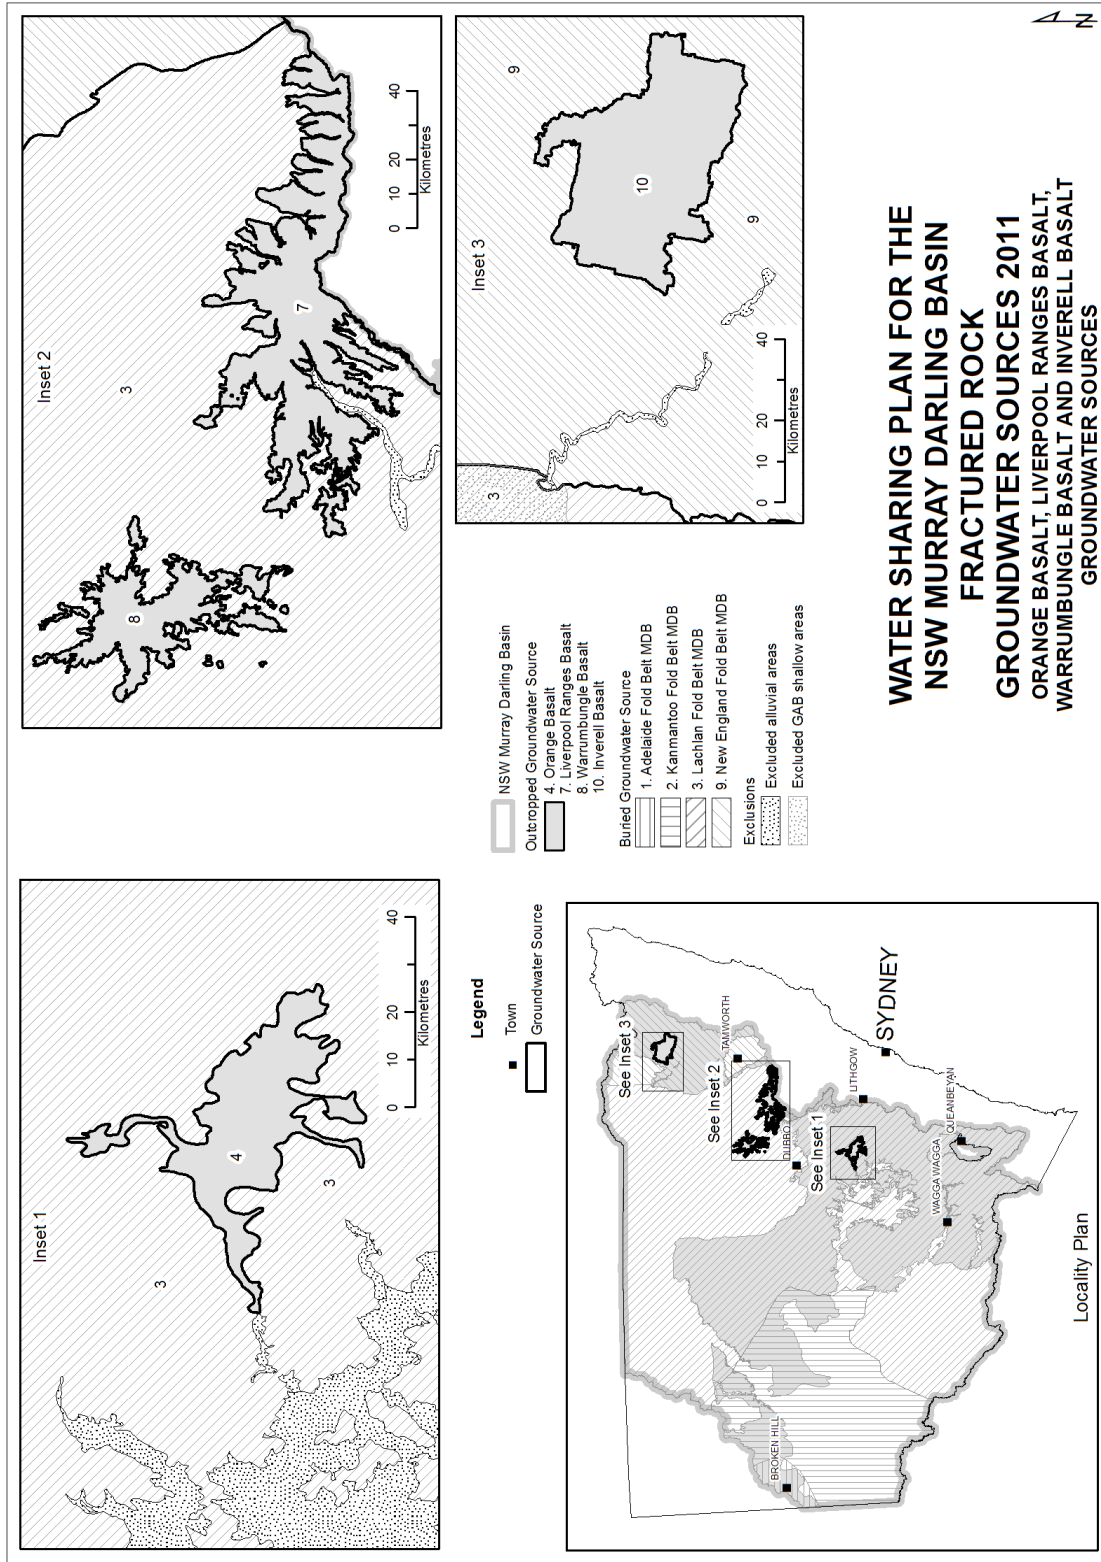 Inset 1
3
4
3
0
10
20
40
Kilometres
Inset 2
3
8
7
0
10
20
40
Kilometres
Inset 3
9
3
10
9
0
10
20
40
Kilometres
Legend
Town
Groundwater Source
NSW Murray Darling Basin
Outcropped Groundwater Source
4. Orange Basalt
7. Liverpool Ranges Basalt
8. Warrumbungle Basalt
10. Inverell Basalt
Buried Groundwater Source
1. Adelaide Fold Belt MDB
2. Kanmantoo Fold Belt MDB
3. Lachlan Fold Belt MDB
9. New England Fold Belt MDB
Exclusions
Excluded alluvial areas
Excluded GAB shallow areas
See Inset 3
See Inset 2
See Inset 1
TAMWORTH
DUBBO
LITHGOW
SYDNEY
BROKEN HILL
WAGGA WAGGA
QUEANBEYAN
Locality Plan
WATER SHARING PLAN FOR THE
NSW MURRAY DARLING BASIN
FRACTURED ROCK
GROUNDWATER SOURCES 2011
ORANGE BASALT, LIVERPOOL RANGES BASALT,
WARRUMBUNGLE BASALT AND INVERELL BASALT
GROUNDWATER SOURCES
N